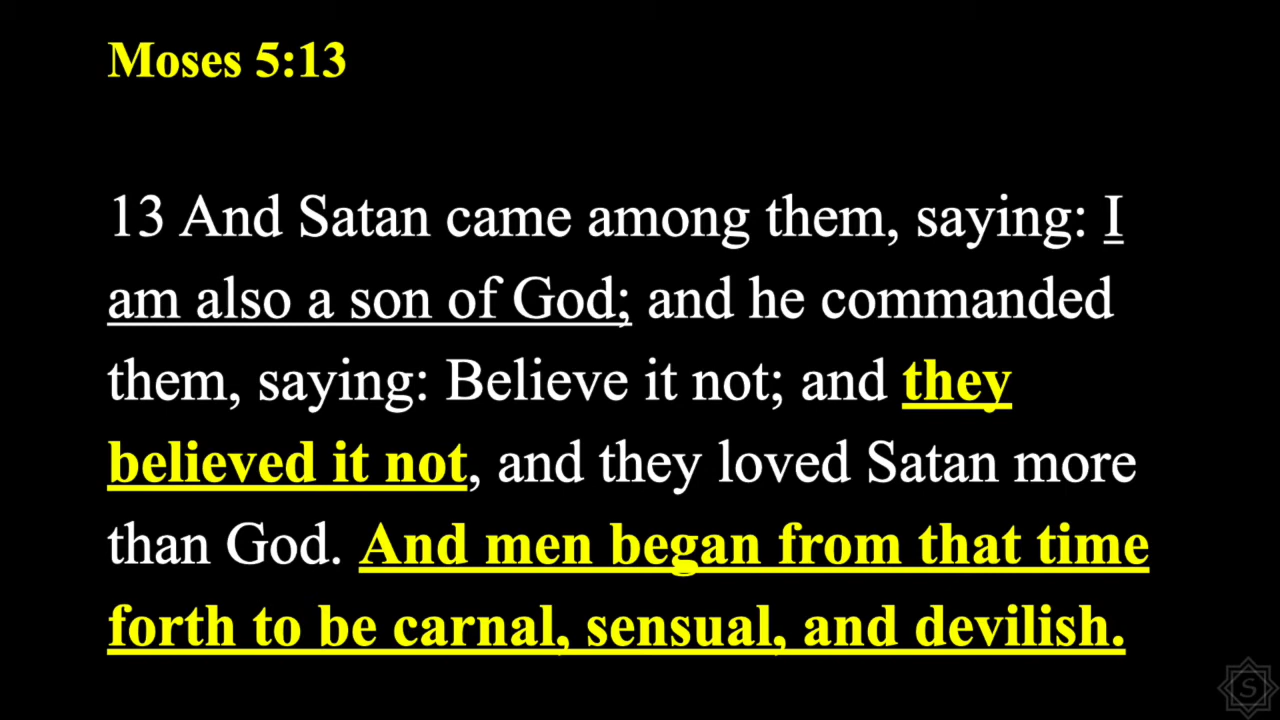 Moses 5:13
13 And Satan came among them, saying: I
am also a son of God; and he commanded
them, saying: Believe it not; and they
believed it not, and they loved Satan more
than God. And men began from that time
forth to be carnal, sensual, and devilish.
S